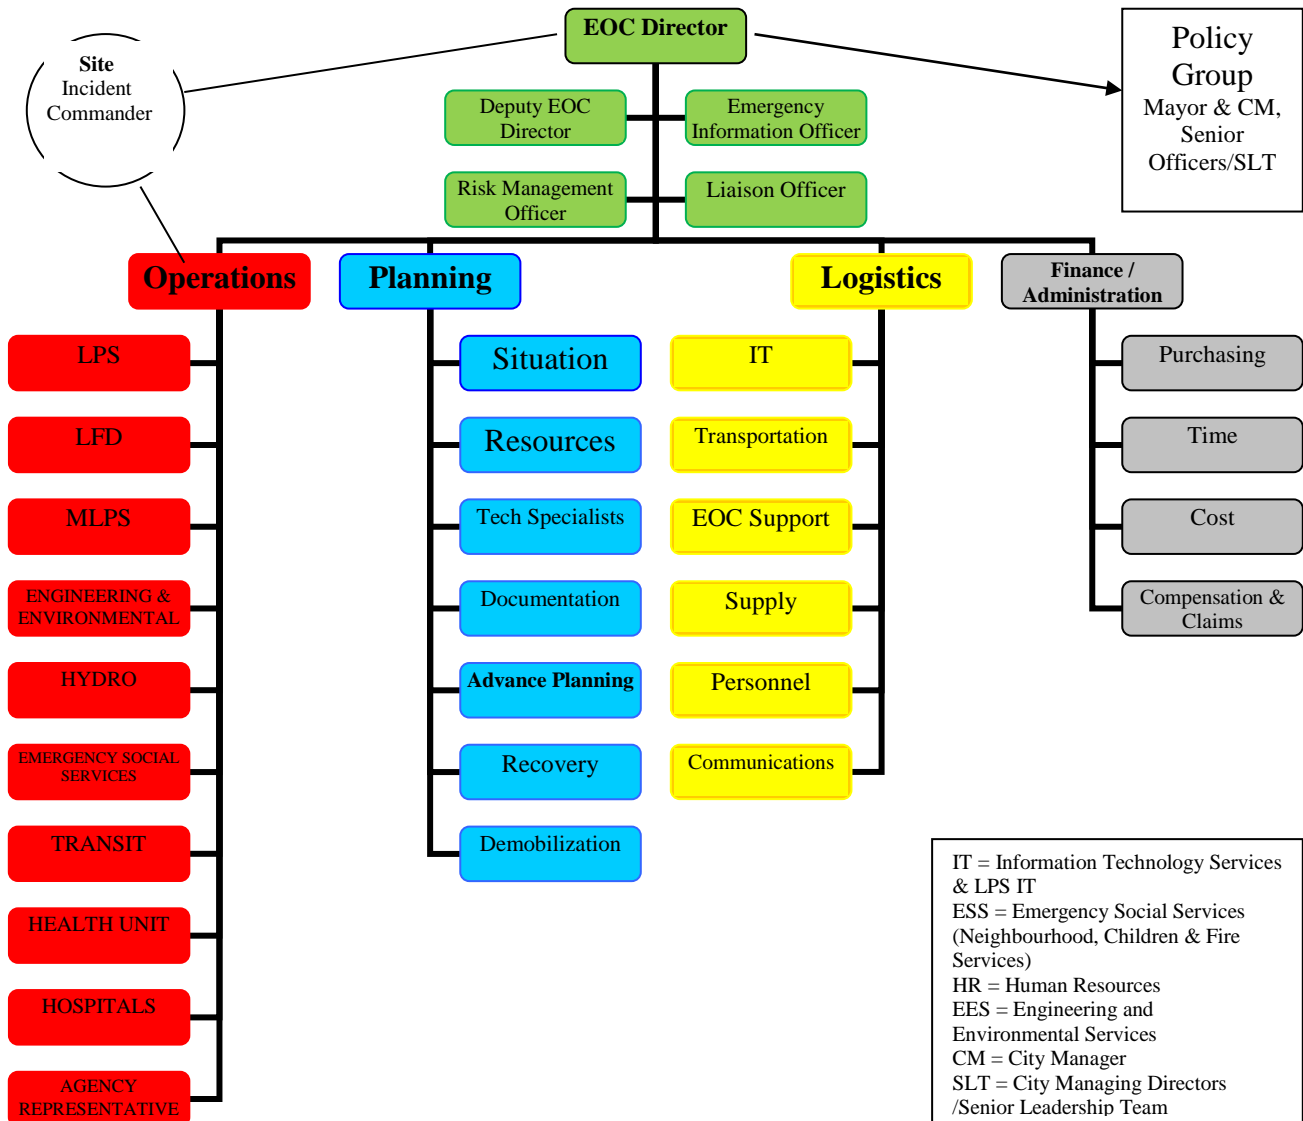 EOC Director
Site
Incident
Commander
Policy
Group
Mayor & CM,
Senior
Officers/SLT
Deputy EOC
Director
Emergency
Information Officer
Risk Management
Officer
Liaison Officer
Operations
Planning
Logistics
Finance /
Administration
LPS
LFD
MLPS
ENGINEERING &
ENVIRONMENTAL
HYDRO
EMERGENCY SOCIAL
SERVICES
TRANSIT
HEALTH UNIT
HOSPITALS
AGENCY
REPRESENTATIVE
Situation
Resources
Tech Specialists
Documentation
Advance Planning
Recovery
Demobilization
IT
Transportation
EOC Support
Supply
Personnel
Communications
Purchasing
Time
Cost
Compensation &
Claims
IT = Information Technology Services
& LPS IT
ESS = Emergency Social Services
(Neighbourhood, Children & Fire
Services)
HR = Human Resources
EES = Engineering and
Environmental Services
CM = City Manager
SLT = City Managing Directors
/Senior Leadership Team